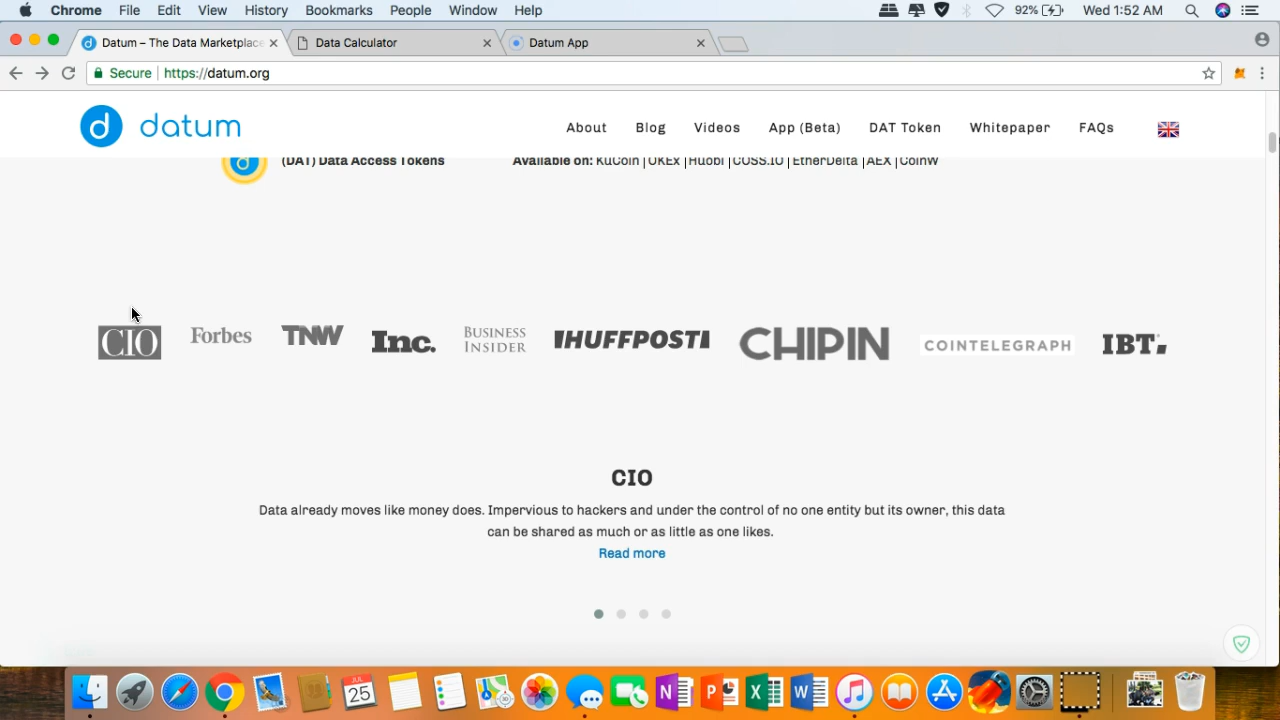 Chrome File Edit View History Bookmarks People Window Help 92% Wed 1:52 AM
Datum – The Data Marketplace Data Calculator Datum App
Secure https://datum.org
d datum About Blog Videos App (Beta) DAT Token Whitepaper FAQs
(DAT) Data Access Tokens Available on: KuCoin | OKEx | Huobi | COSS.IO | EtherDelta | AEX | CoinW
CIO Forbes TNW Inc. BUSINESS INSIDER HUFFPOST CHIPIN COINTELEGRAPH IBT.
CIO
Data already moves like money does. Impervious to hackers and under the control of no one entity but its owner, this data
can be shared as much or as little as one likes.
Read more
JUL
25
N P X W